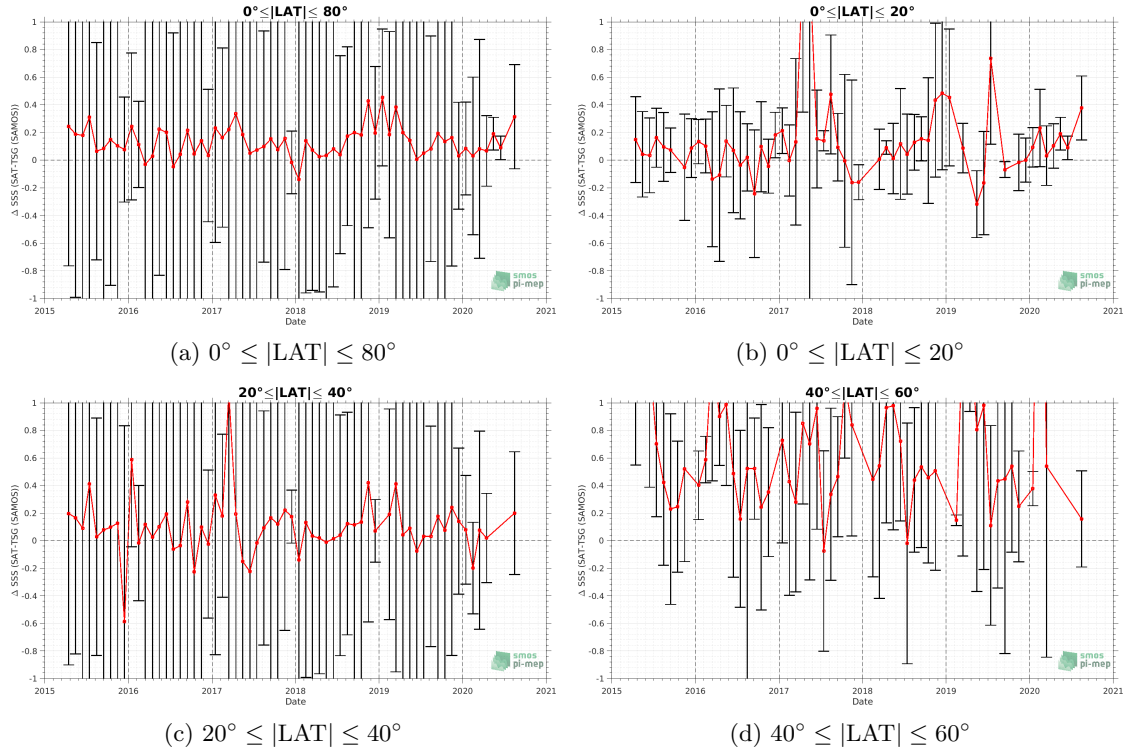 0°≤|LAT|≤ 80°
Δ SSS (SAT-TSG (SAMOS))
1
0.8
0.6
0.4
0.2
0
-0.2
-0.4
-0.6
-0.8
-1
2015 2016 2017 2018 2019 2020 2021
Date
smos
pi-mep
(a) 0° ≤ |LAT| ≤ 80°
0°≤|LAT|≤ 20°
Δ SSS (SAT-TSG (SAMOS))
1
0.8
0.6
0.4
0.2
0
-0.2
-0.4
-0.6
-0.8
-1
2015 2016 2017 2018 2019 2020 2021
Date
smos
pi-mep
(b) 0° ≤ |LAT| ≤ 20°
20°≤|LAT|≤ 40°
Δ SSS (SAT-TSG (SAMOS))
1
0.8
0.6
0.4
0.2
0
-0.2
-0.4
-0.6
-0.8
-1
2015 2016 2017 2018 2019 2020 2021
Date
smos
pi-mep
(c) 20° ≤ |LAT| ≤ 40°
40°≤|LAT|≤ 60°
Δ SSS (SAT-TSG (SAMOS))
1
0.8
0.6
0.4
0.2
0
-0.2
-0.4
-0.6
-0.8
-1
2015 2016 2017 2018 2019 2020 2021
Date
smos
pi-mep
(d) 40° ≤ |LAT| ≤ 60°